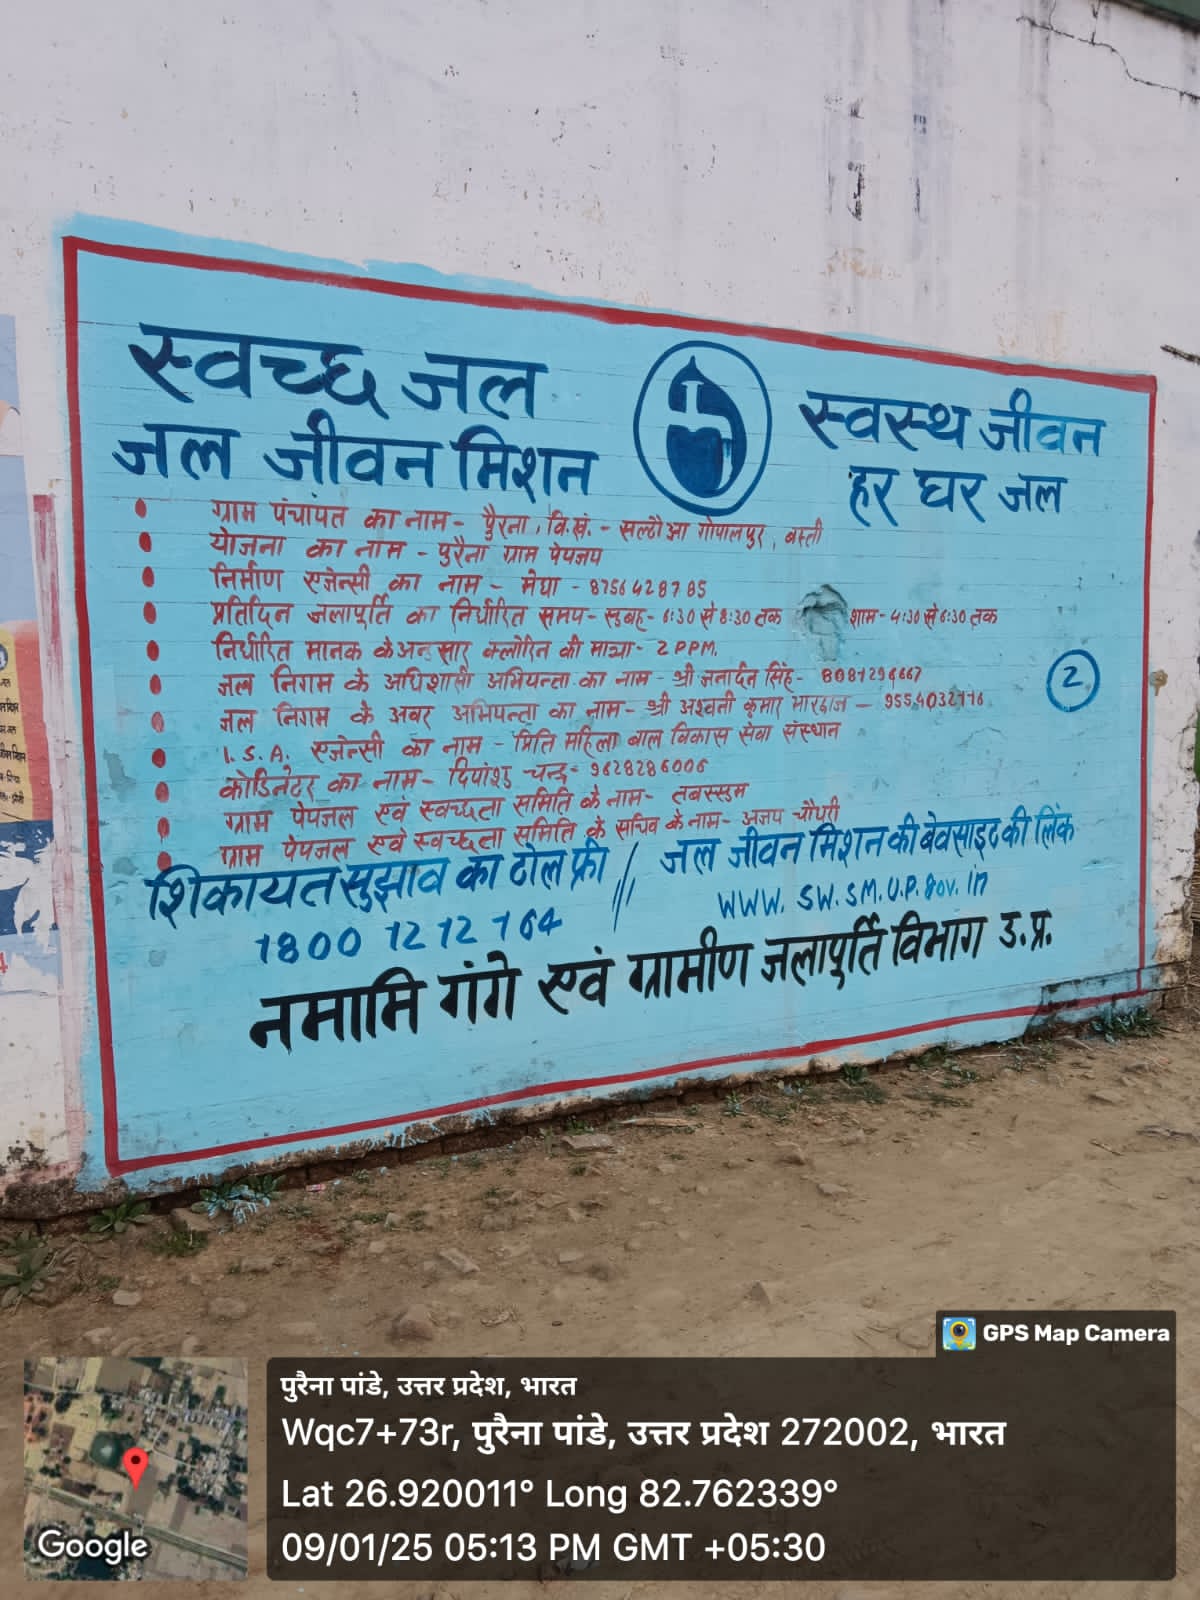 स्वच्छ जल
जल जीवन मिशन
स्वस्थ जीवन
हर घर जल
ग्राम पंचायत का नाम - पुरैना, वि.खं. - सल्टौआ गोपालपुर, बस्ती
योजना का नाम - पुरैना ग्राम पेयजय
निर्माण एजेन्सी का नाम - मेघा - 8756428785
प्रतिदिन जलापूर्ति का निर्धारित समय - सुबह - 6:30 से 8:30 तक शाम - 4:30 से 6:30 तक
निर्धारित मानक के अनुसार क्लोरिन की मात्रा - 2 PPM.
जल निगम के अधिशासी अभियन्ता का नाम - श्री जनार्दन सिंह -
जल निगम के अवर अभियन्ता का नाम - श्री अश्वनी कुमार भारद्वाज -
I.S.A. एजेन्सी का नाम - प्रिति महिला बाल विकास सेवा संस्थान
कोडिनेटर का नाम - दिपांशु चन्द्र - 9628286006
ग्राम पेयजल एवं स्वच्छता समिति के नाम - तबस्सुम
ग्राम पेयजल एवं स्वच्छता समिति के सचिव के नाम - अजय चौधरी
2
शिकायत सुझाव का टोल फ्री // जल जीवन मिशन की बेवसाइट की लिंक
1800 1212 164
WWW. SW.SM.U.P.Gov.in
नमामि गंगे एवं ग्रामीण जलापुर्ति विभाग उ.प्र.
GPS Map Camera
पुरैना पांडे, उत्तर प्रदेश, भारत
Wqc7+73r, पुरैना पांडे, उत्तर प्रदेश 272002, भारत
Lat 26.920011° Long 82.762339°
09/01/25 05:13 PM GMT +05:30
Google